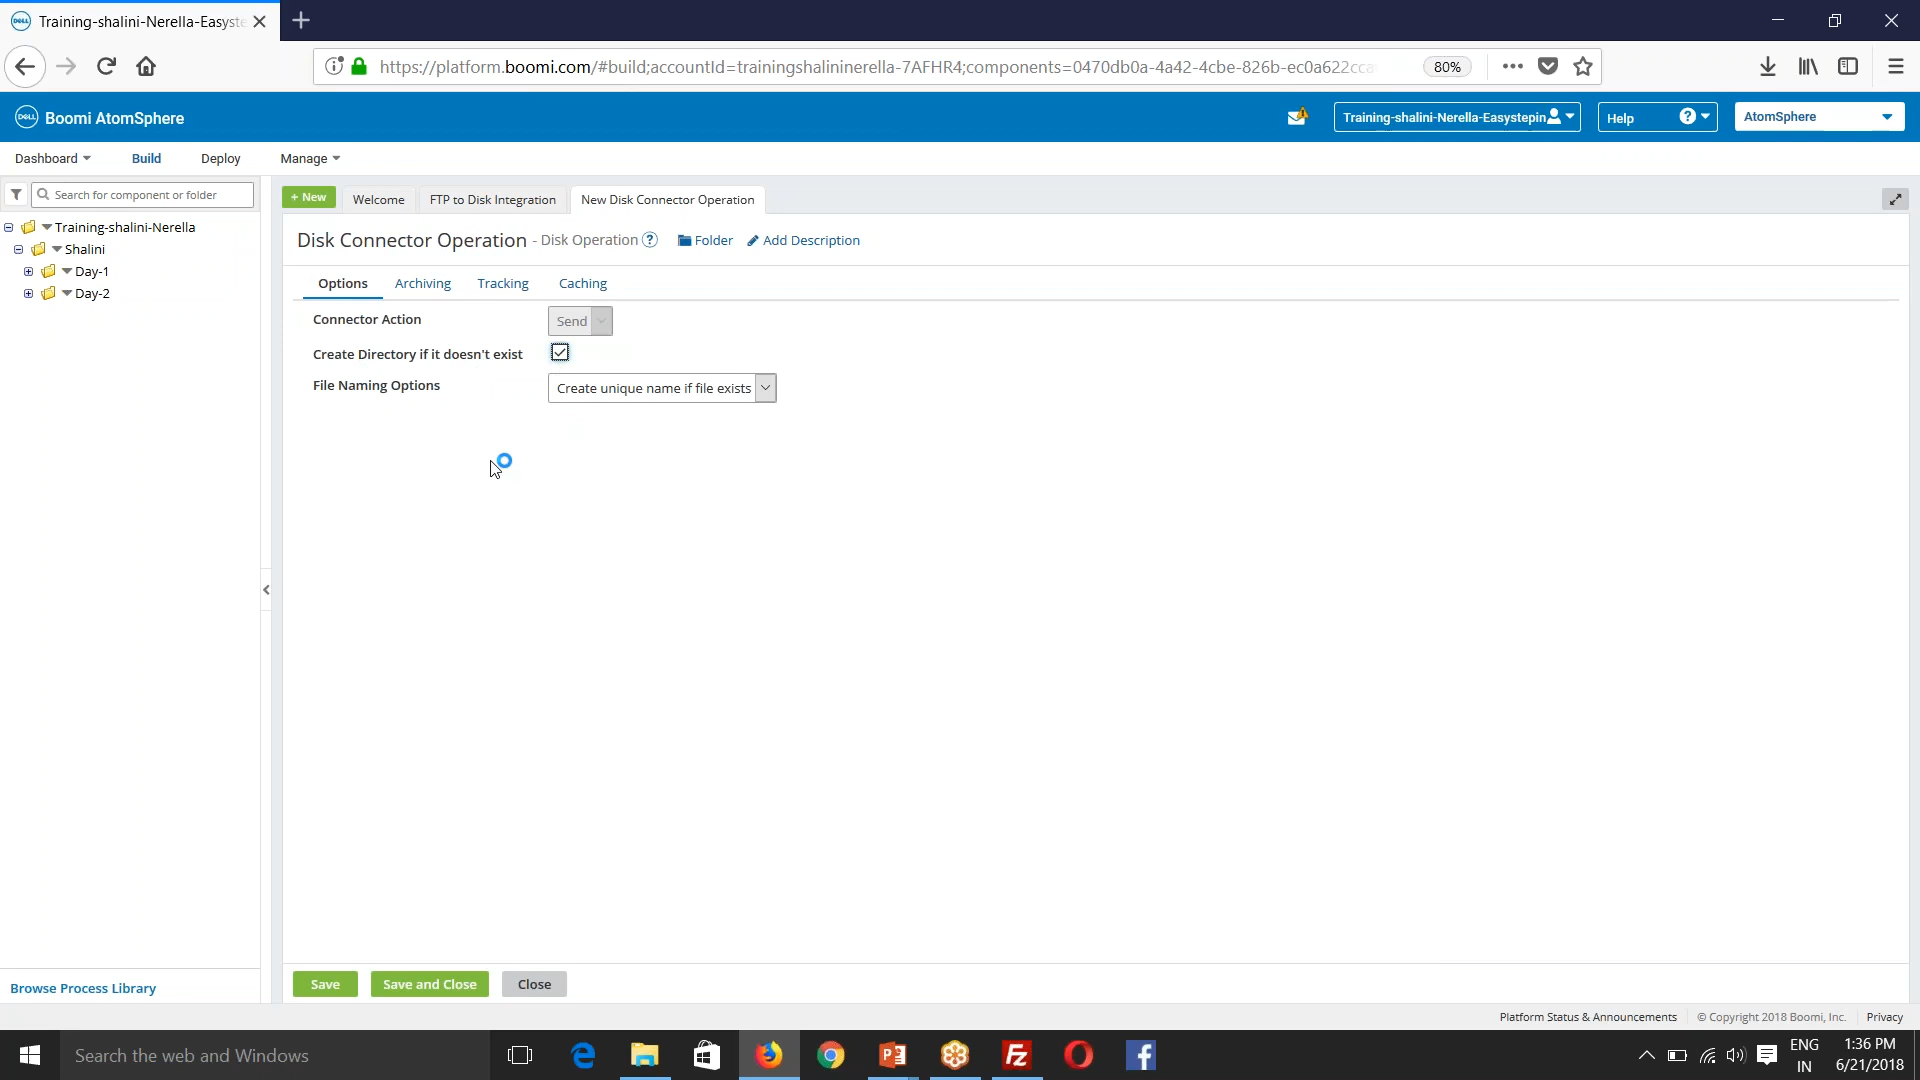 Training-shalini-Nerella-Easyste
https://platform.boomi.com/#build;accountId=trainingshalininerella-7AFHR4;components=0470db0a-4a42-4cbe-826b-ec0a622cca
80%
DELL Boomi AtomSphere
Training-shalini-Nerella-Easystepin
Help
AtomSphere
Dashboard
Build
Deploy
Manage
Search for component or folder
+ New
Welcome
FTP to Disk Integration
New Disk Connector Operation
Training-shalini-Nerella
Shalini
Day-1
Day-2
Disk Connector Operation - Disk Operation ?
Folder
Add Description
Options
Archiving
Tracking
Caching
Connector Action
Send
Create Directory if it doesn't exist
File Naming Options
Create unique name if file exists
Save
Save and Close
Close
Browse Process Library
Platform Status & Announcements
© Copyright 2018 Boomi, Inc.
Privacy
Search the web and Windows
ENG
IN
1:36 PM
6/21/2018